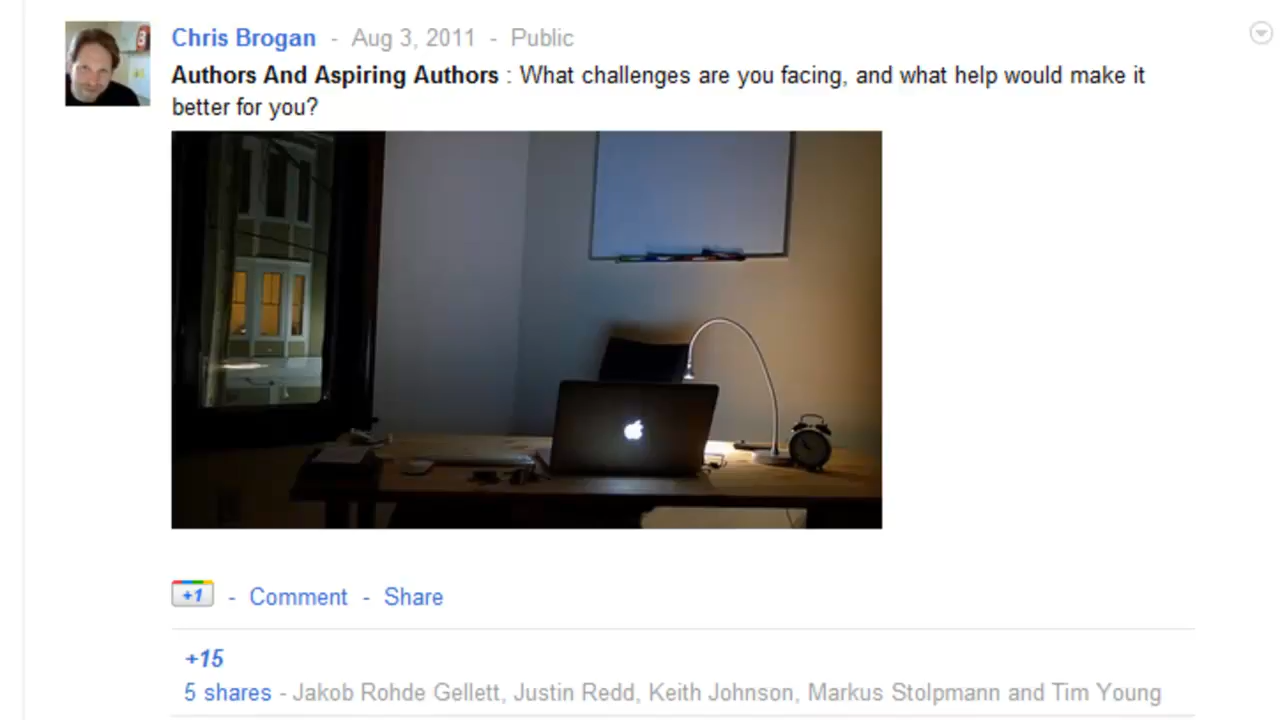 Chris Brogan - Aug 3, 2011 - Public
Authors And Aspiring Authors : What challenges are you facing, and what help would make it
better for you?
+1 - Comment - Share
+15
5 shares - Jakob Rohde Gellett, Justin Redd, Keith Johnson, Markus Stolpmann and Tim Young